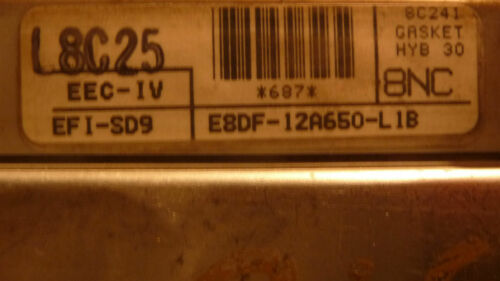 L8C25
8C241
GASKET
HYB 30
EEC-IV
*687*
8NC
EFI-SD9
E8DF-12A650-L1B